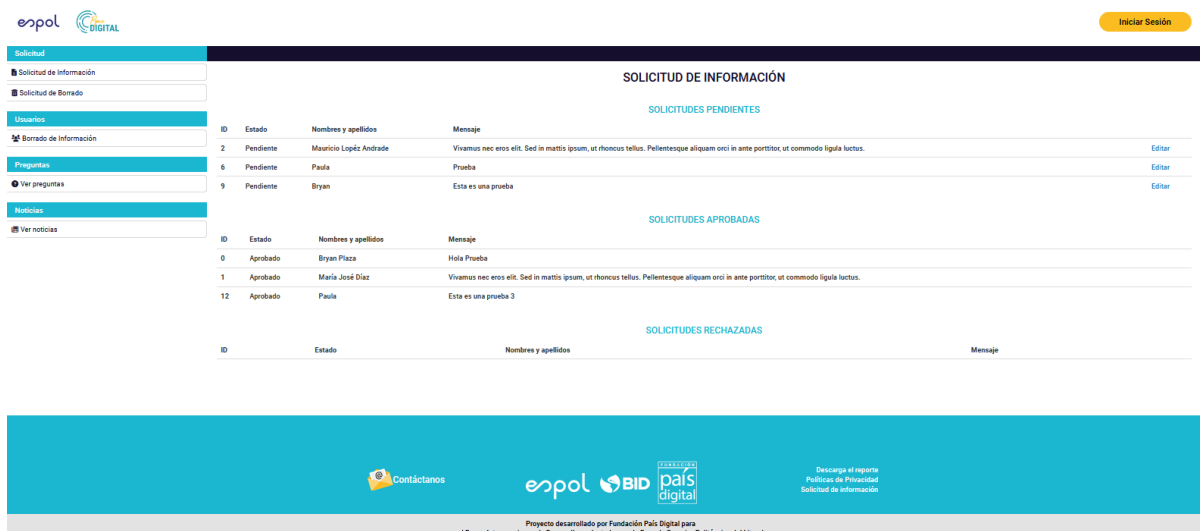 espol DIGITAL
Iniciar Sesión
Solicitud
Solicitud de Información
Solicitud de Borrado
Usuarios
Borrado de Información
Preguntas
Ver preguntas
Noticias
Ver noticias
SOLICITUD DE INFORMACIÓN
SOLICITUDES PENDIENTES
ID Estado Nombres y apellidos Mensaje
2 Pendiente Mauricio Lopéz Andrade Vivamus nec eros elit. Sed in mattis ipsum, ut rhoncus tellus. Pellentesque aliquam orci in ante porttitor, ut commodo ligula luctus. Editar
6 Pendiente Paula Prueba Editar
9 Pendiente Bryan Esta es una prueba Editar
SOLICITUDES APROBADAS
ID Estado Nombres y apellidos Mensaje
0 Aprobado Bryan Plaza Hola Prueba
1 Aprobado María José Díaz Vivamus nec eros elit. Sed in mattis ipsum, ut rhoncus tellus. Pellentesque aliquam orci in ante porttitor, ut commodo ligula luctus.
12 Aprobado Paula Esta es una prueba 3
SOLICITUDES RECHAZADAS
ID Estado Nombres y apellidos Mensaje
Contáctanos
espol BID
FUNDACIÓN
país
digital
Descarga el reporte
Políticas de Privacidad
Solicitud de información
Proyecto desarrollado por Fundación País Digital para